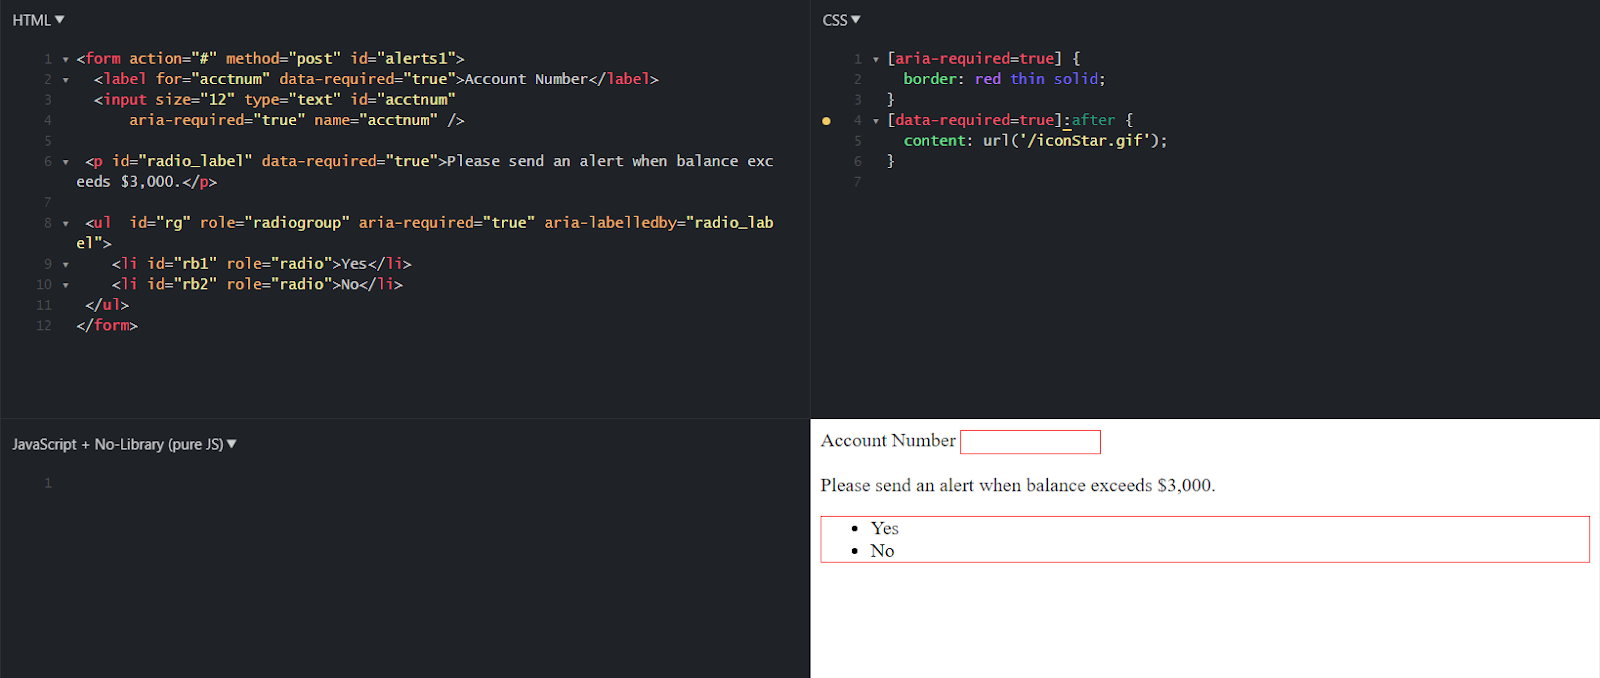 HTML▼
1 ▾ <form action="#" method="post" id="alerts1">
2 ▾ <label for="acctnum" data-required="true">Account Number</label>
3 <input size="12" type="text" id="acctnum"
4 aria-required="true" name="acctnum" />
5
6 ▾ <p id="radio_label" data-required="true">Please send an alert when balance exc
eeds $3,000.</p>
7
8 ▾ <ul  id="rg" role="radiogroup" aria-required="true" aria-labelledby="radio_lab
el">
9 ▾ <li id="rb1" role="radio">Yes</li>
10 ▾ <li id="rb2" role="radio">No</li>
11 </ul>
12 </form>
CSS▼
1 ▾ [aria-required=true] {
2 border: red thin solid;
3 }
4 ▾ [data-required=true]:after {
5 content: url('/iconStar.gif');
6 }
7
JavaScript + No-Library (pure JS)▼
1
Account Number
Please send an alert when balance exceeds $3,000.
• Yes
• No